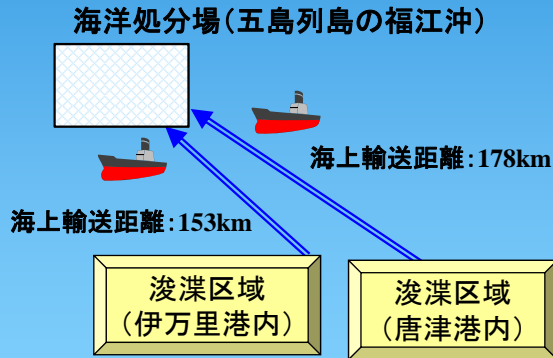 海洋処分場（五島列島の福江沖）
海上輸送距離：178km
海上輸送距離：153km
浚渫区域
（伊万里港内）
浚渫区域
（唐津港内）